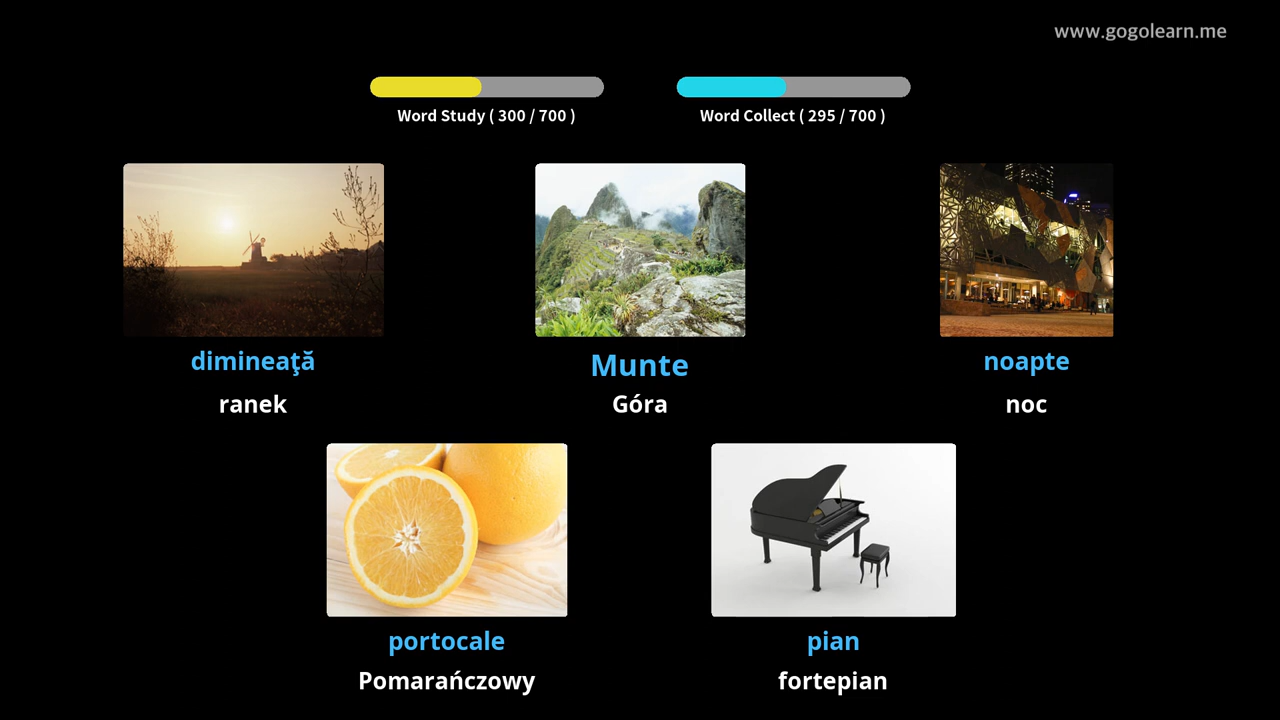 www.gogolearn.me
Word Study ( 300 / 700 )
Word Collect ( 295 / 700 )
dimineaţă
Munte
noapte
ranek
Góra
noc
portocale
pian
Pomarańczowy
fortepian